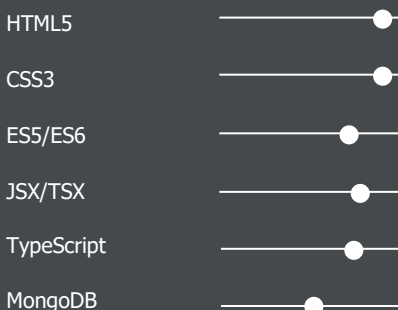 HTML5
CSS3
ES5/ES6
JSX/TSX
TypeScript
MongoDB